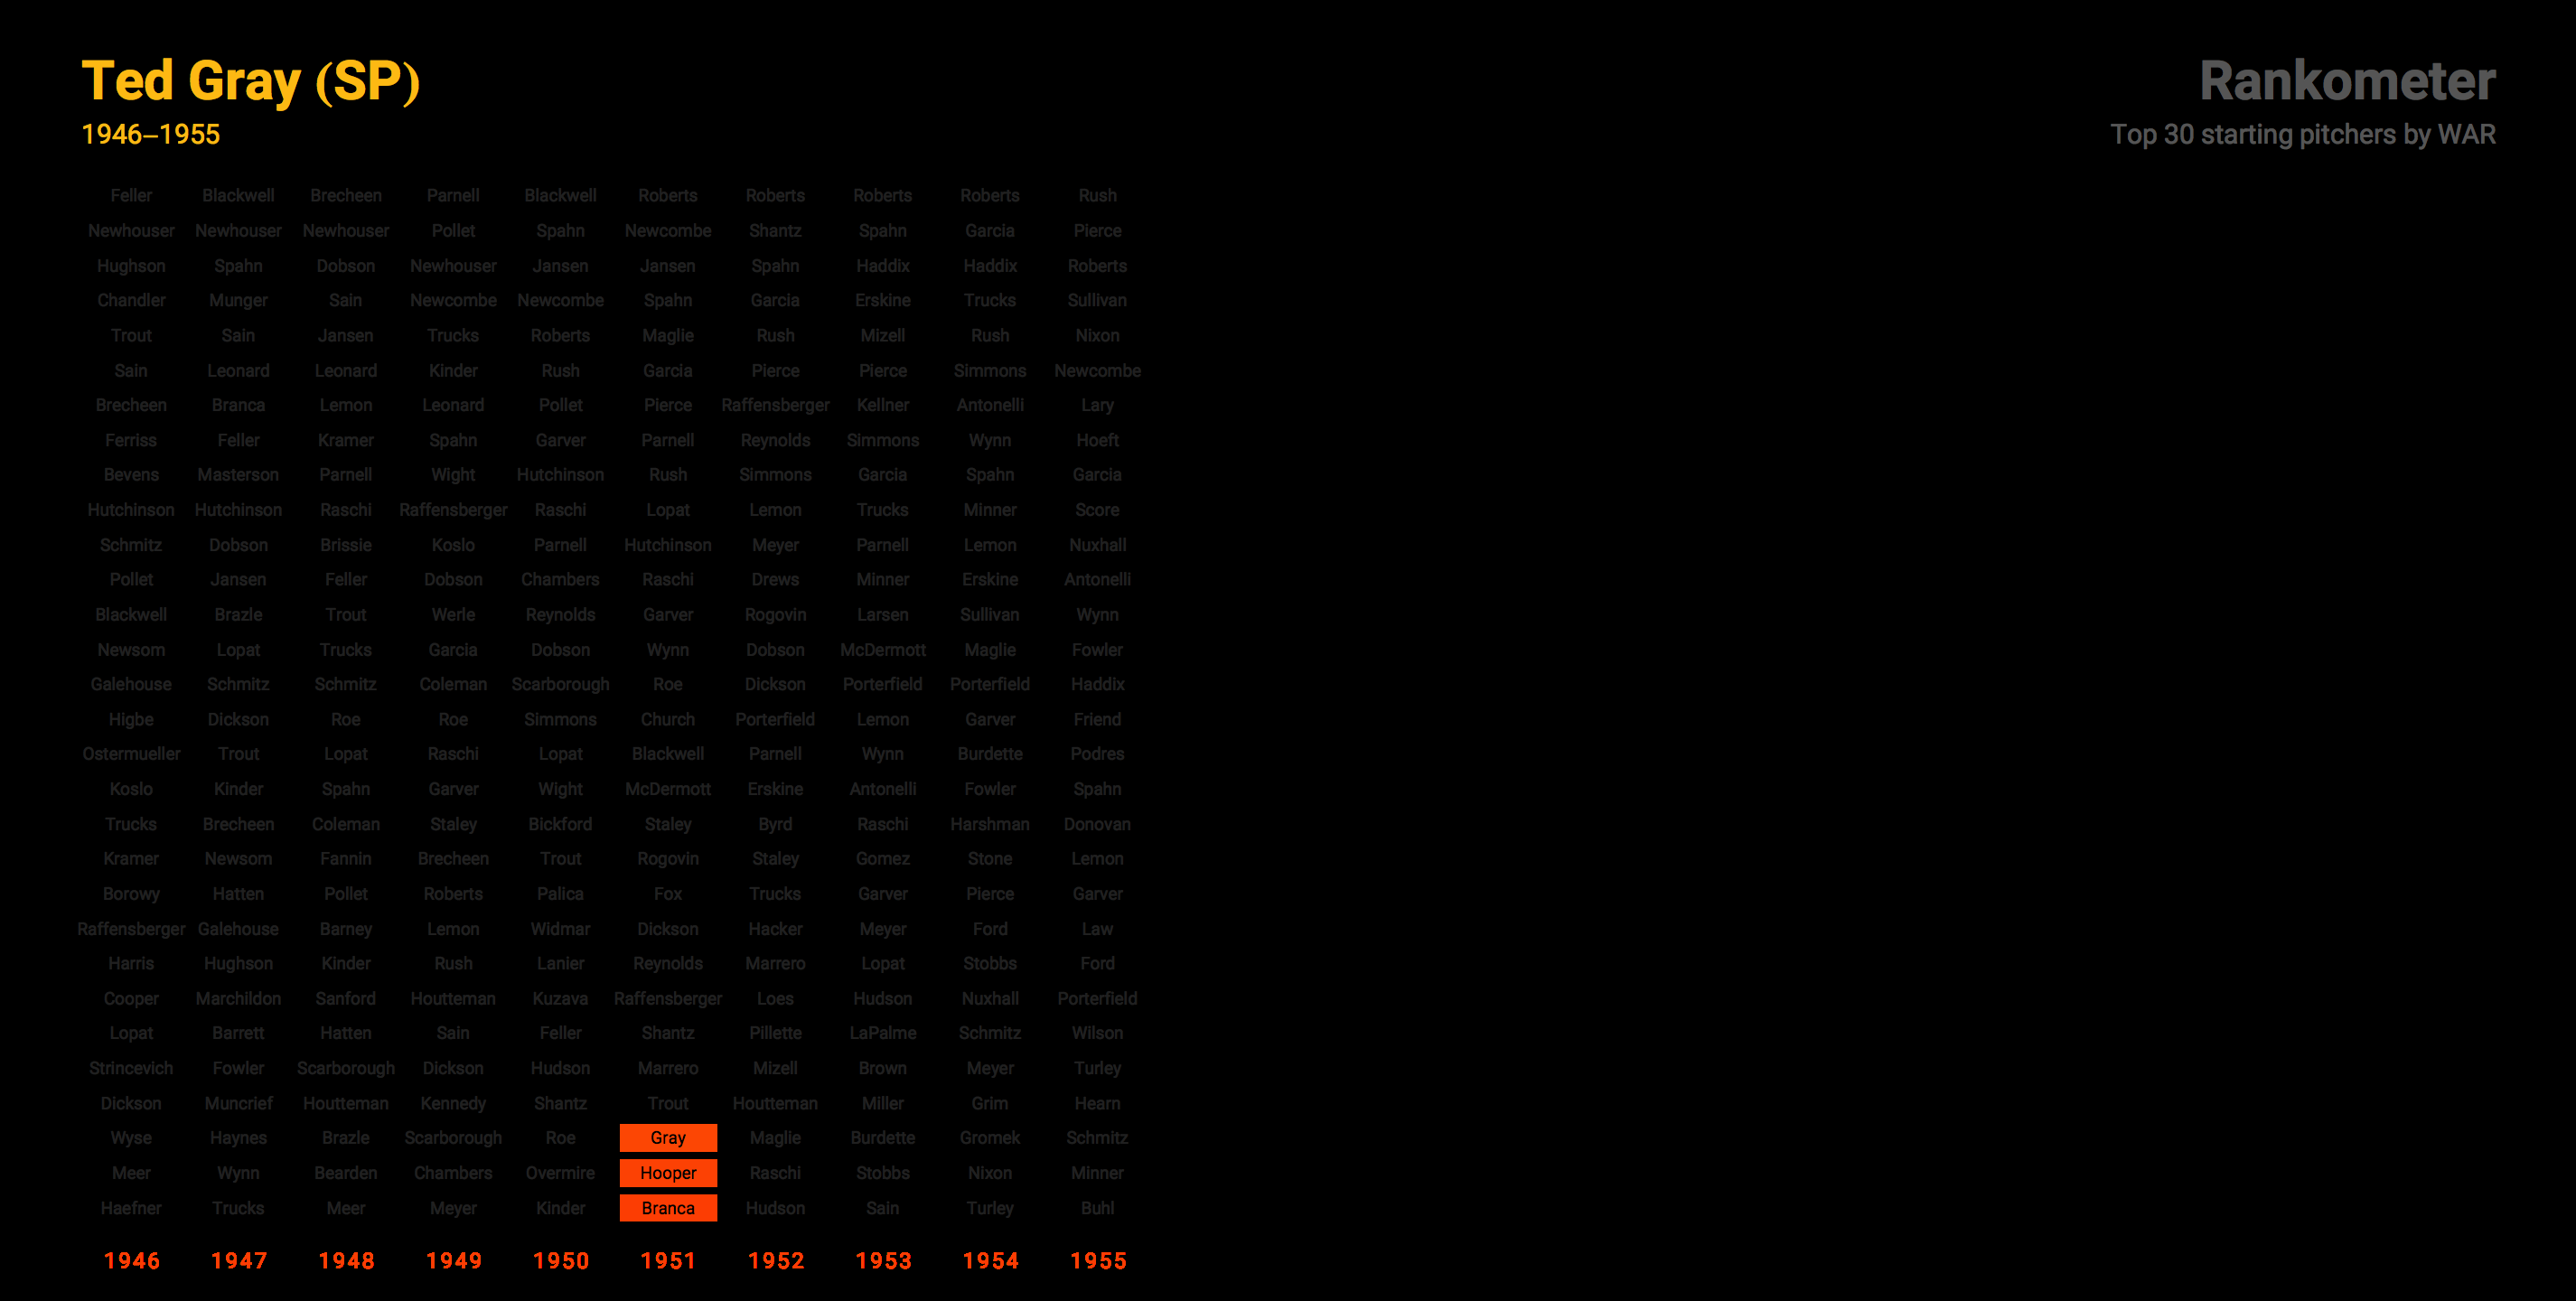 Ted Gray (SP)
1946–1955
Rankometer
Top 30 starting pitchers by WAR
Feller Blackwell Brecheen Parnell Blackwell Roberts Roberts Roberts Roberts Rush
Newhouser Newhouser Newhouser Pollet Spahn Newcombe Shantz Spahn Garcia Pierce
Hughson Spahn Dobson Newhouser Jansen Jansen Spahn Haddix Haddix Roberts
Chandler Munger Sain Newcombe Newcombe Spahn Garcia Erskine Trucks Sullivan
Trout Sain Jansen Trucks Roberts Maglie Rush Mizell Rush Nixon
Sain Leonard Leonard Kinder Rush Garcia Pierce Pierce Simmons Newcombe
Brecheen Branca Lemon Leonard Pollet Pierce Raffensberger Kellner Antonelli Lary
Ferriss Feller Kramer Spahn Garver Parnell Reynolds Simmons Wynn Hoeft
Bevens Masterson Parnell Wight Hutchinson Rush Simmons Garcia Spahn Garcia
Hutchinson Hutchinson Raschi Raffensberger Raschi Lopat Lemon Trucks Minner Score
Schmitz Dobson Brissie Koslo Parnell Hutchinson Meyer Parnell Lemon Nuxhall
Pollet Jansen Feller Dobson Chambers Raschi Drews Minner Erskine Antonelli
Blackwell Brazle Trout Werle Reynolds Garver Rogovin Larsen Sullivan Wynn
Newsom Lopat Trucks Garcia Dobson Wynn Dobson McDermott Maglie Fowler
Galehouse Schmitz Schmitz Coleman Scarborough Roe Dickson Porterfield Porterfield Haddix
Higbe Dickson Roe Roe Simmons Church Porterfield Lemon Garver Friend
Ostermueller Trout Lopat Raschi Lopat Blackwell Parnell Wynn Burdette Podres
Koslo Kinder Spahn Garver Wight McDermott Erskine Antonelli Fowler Spahn
Trucks Brecheen Coleman Staley Bickford Staley Byrd Raschi Harshman Donovan
Kramer Newsom Fannin Brecheen Trout Rogovin Staley Gomez Stone Lemon
Borowy Hatten Pollet Roberts Palica Fox Trucks Garver Pierce Garver
Raffensberger Galehouse Barney Lemon Widmar Dickson Hacker Meyer Ford Law
Harris Hughson Kinder Rush Lanier Reynolds Marrero Lopat Stobbs Ford
Cooper Marchildon Sanford Houtteman Kuzava Raffensberger Loes Hudson Nuxhall Porterfield
Lopat Barrett Hatten Sain Feller Shantz Pillette LaPalme Schmitz Wilson
Strincevich Fowler Scarborough Dickson Hudson Marrero Mizell Brown Meyer Turley
Dickson Muncrief Houtteman Kennedy Shantz Trout Houtteman Miller Grim Hearn
Wyse Haynes Brazle Scarborough Roe Gray Maglie Burdette Gromek Schmitz
Meer Wynn Bearden Chambers Overmire Hooper Raschi Stobbs Nixon Minner
Haefner Trucks Meer Meyer Kinder Branca Hudson Sain Turley Buhl
1946 1947 1948 1949 1950 1951 1952 1953 1954 1955